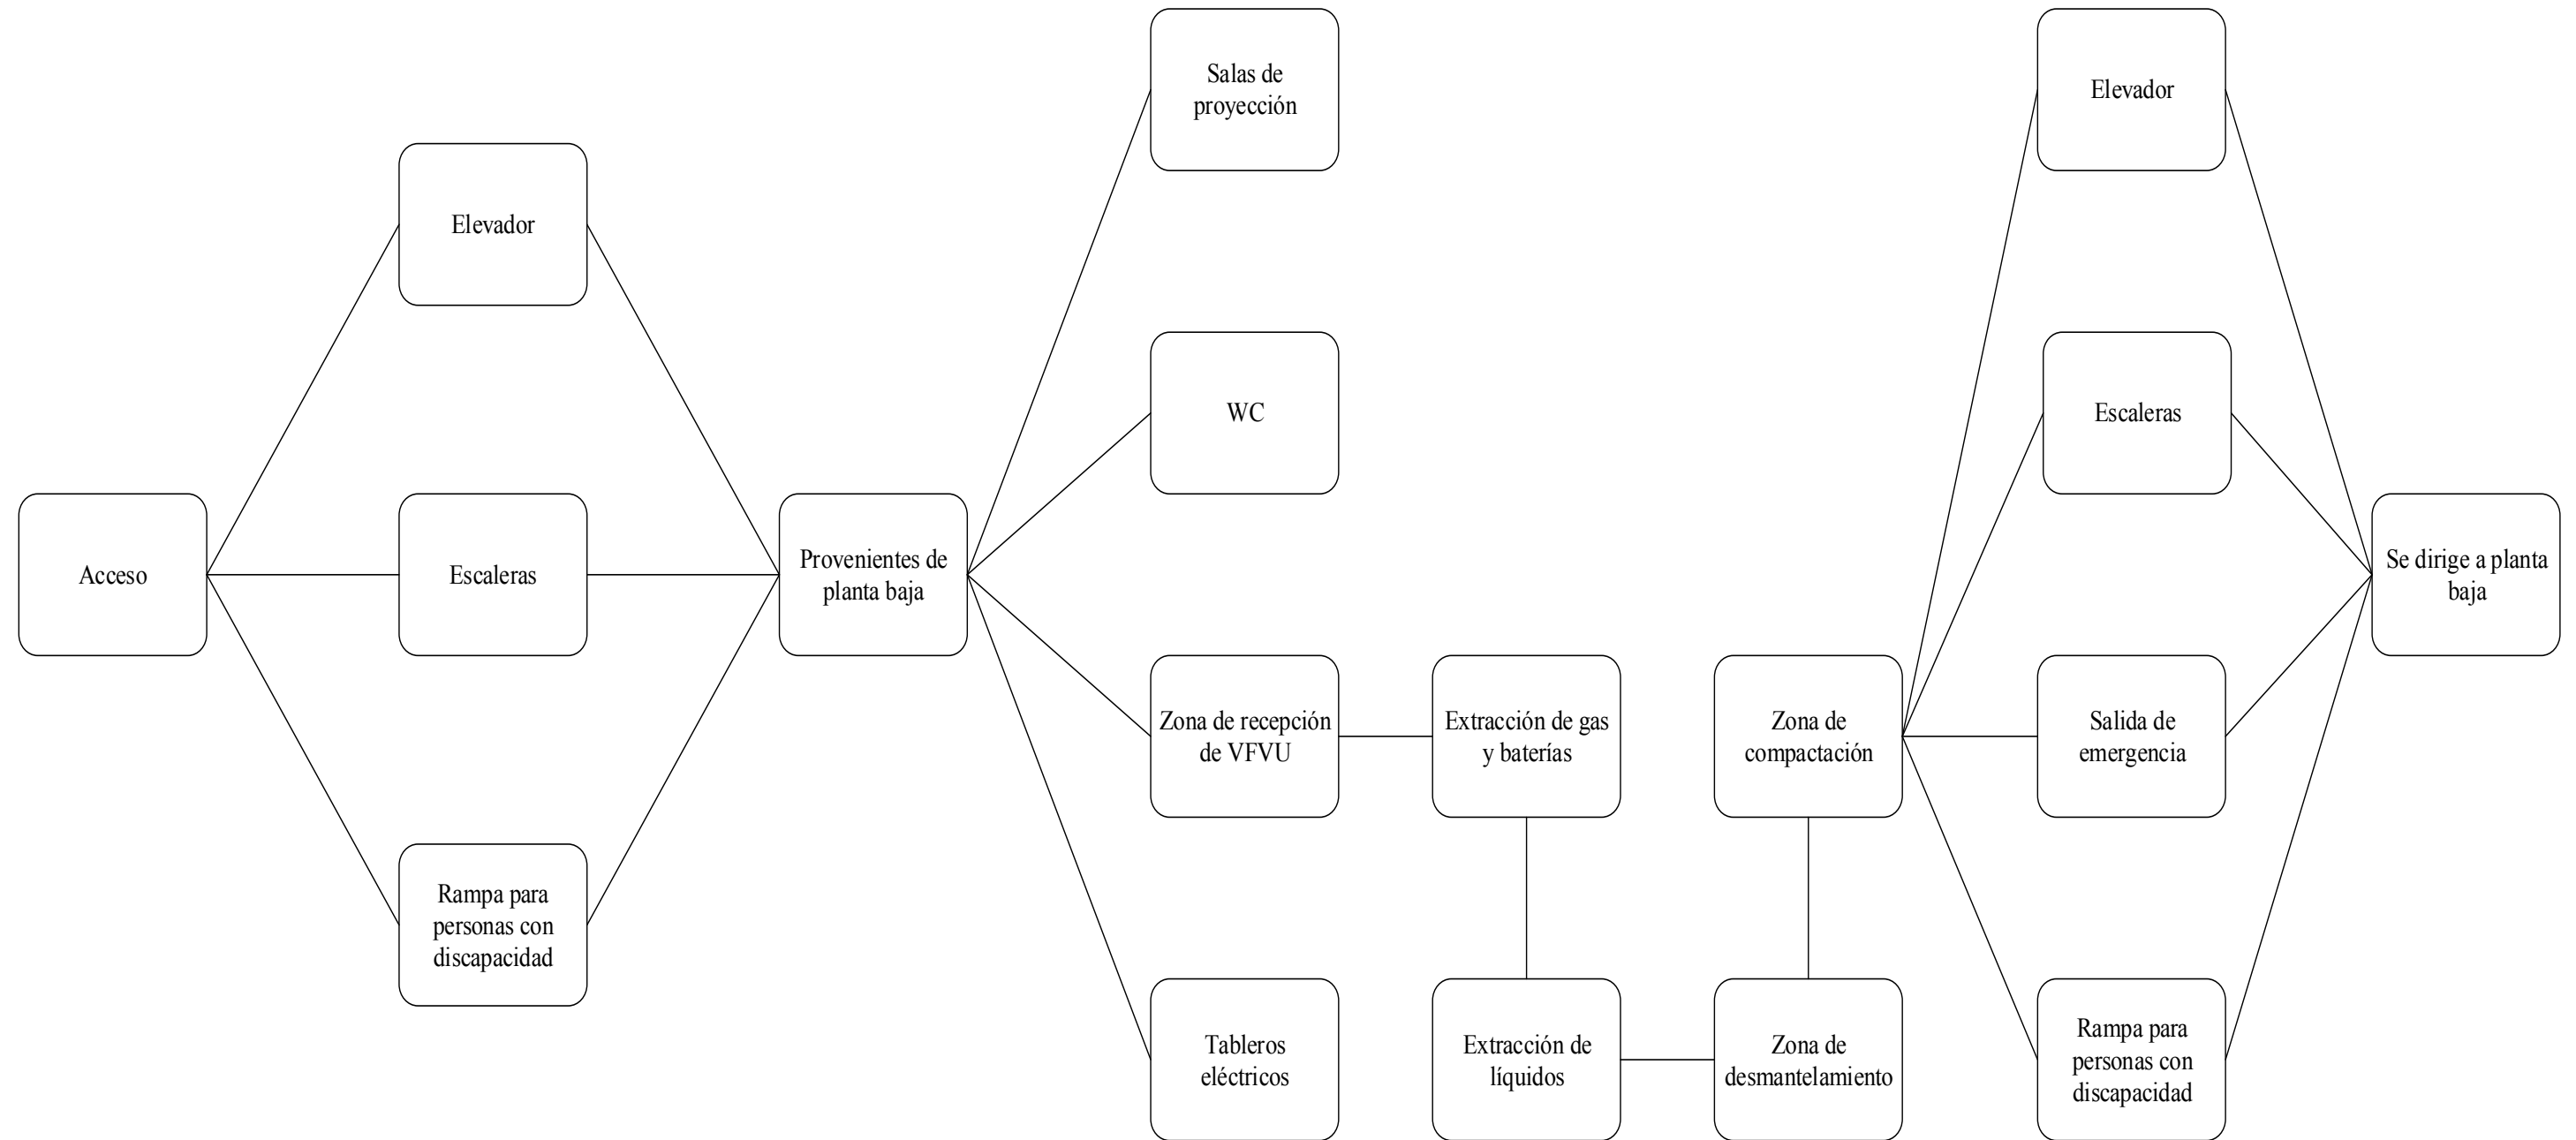 Acceso
Elevador
Escaleras
Rampa para
personas con
discapacidad
Provenientes de
planta baja
Salas de
proyección
WC
Zona de recepción
de VFVU
Tableros
eléctricos
Extracción de gas
y baterías
Extracción de
líquidos
Zona de
desmantelamiento
Zona de
compactación
Elevador
Escaleras
Salida de
emergencia
Rampa para
personas con
discapacidad
Se dirige a planta
baja